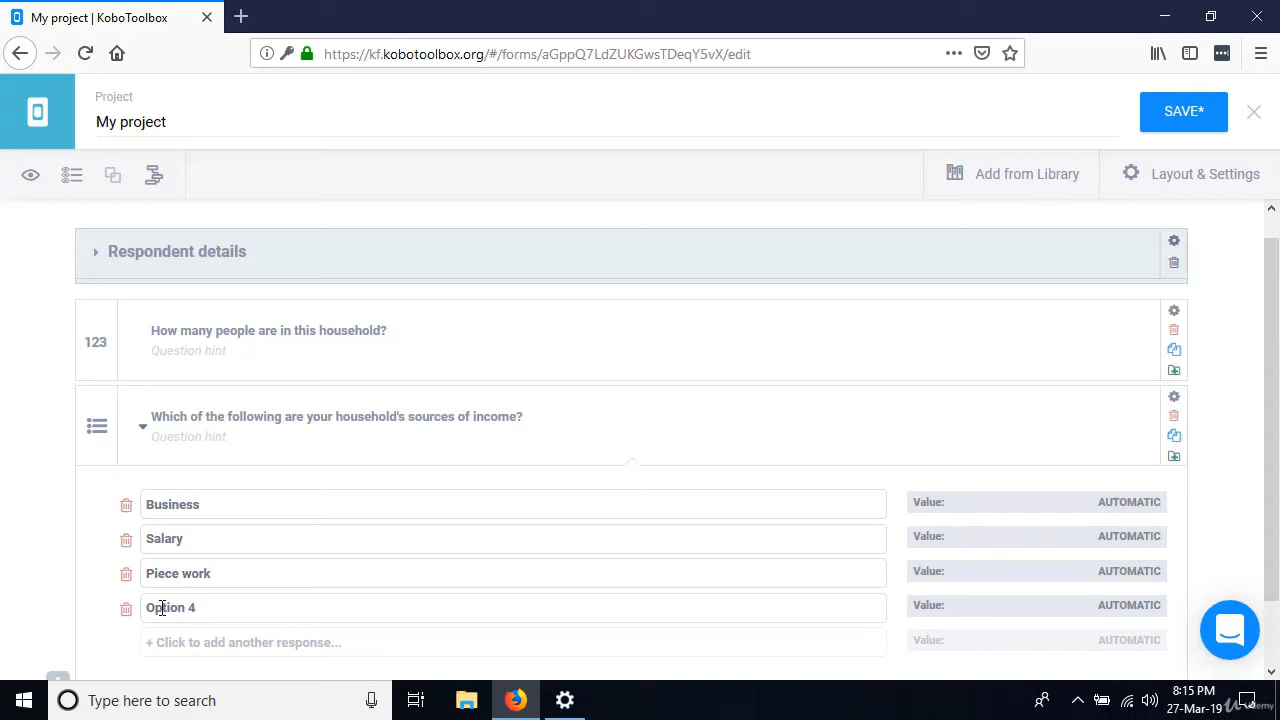 My project | KoboToolbox
https://kf.kobotoolbox.org/#/forms/aGppQ7LdZUKGwsTDeqY5vX/edit
Project
My project
SAVE*
Add from Library
Layout & Settings
Respondent details
123
How many people are in this household?
Question hint
Which of the following are your household's sources of income?
Question hint
Business
Value: AUTOMATIC
Salary
Value: AUTOMATIC
Piece work
Value: AUTOMATIC
Option 4
Value: AUTOMATIC
+ Click to add another response...
Value: AUTOMATIC
Type here to search
8:15 PM
27-Mar-19
Udemy